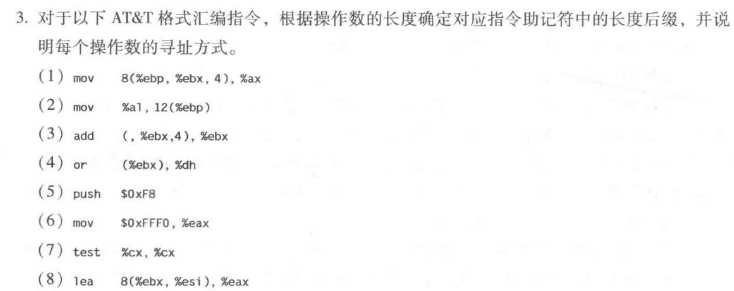 3. 对于以下 AT&T 格式汇编指令，根据操作数的长度确定对应指令助记符中的长度后缀，并说
明每个操作数的寻址方式。
(1) mov 8(%ebp, %ebx, 4), %ax
(2) mov %al, 12(%ebp)
(3) add (, %ebx,4), %ebx
(4) or (%ebx), %dh
(5) push $0xF8
(6) mov $0xFFF0, %eax
(7) test %cx, %cx
(8) lea 8(%ebx, %esi), %eax